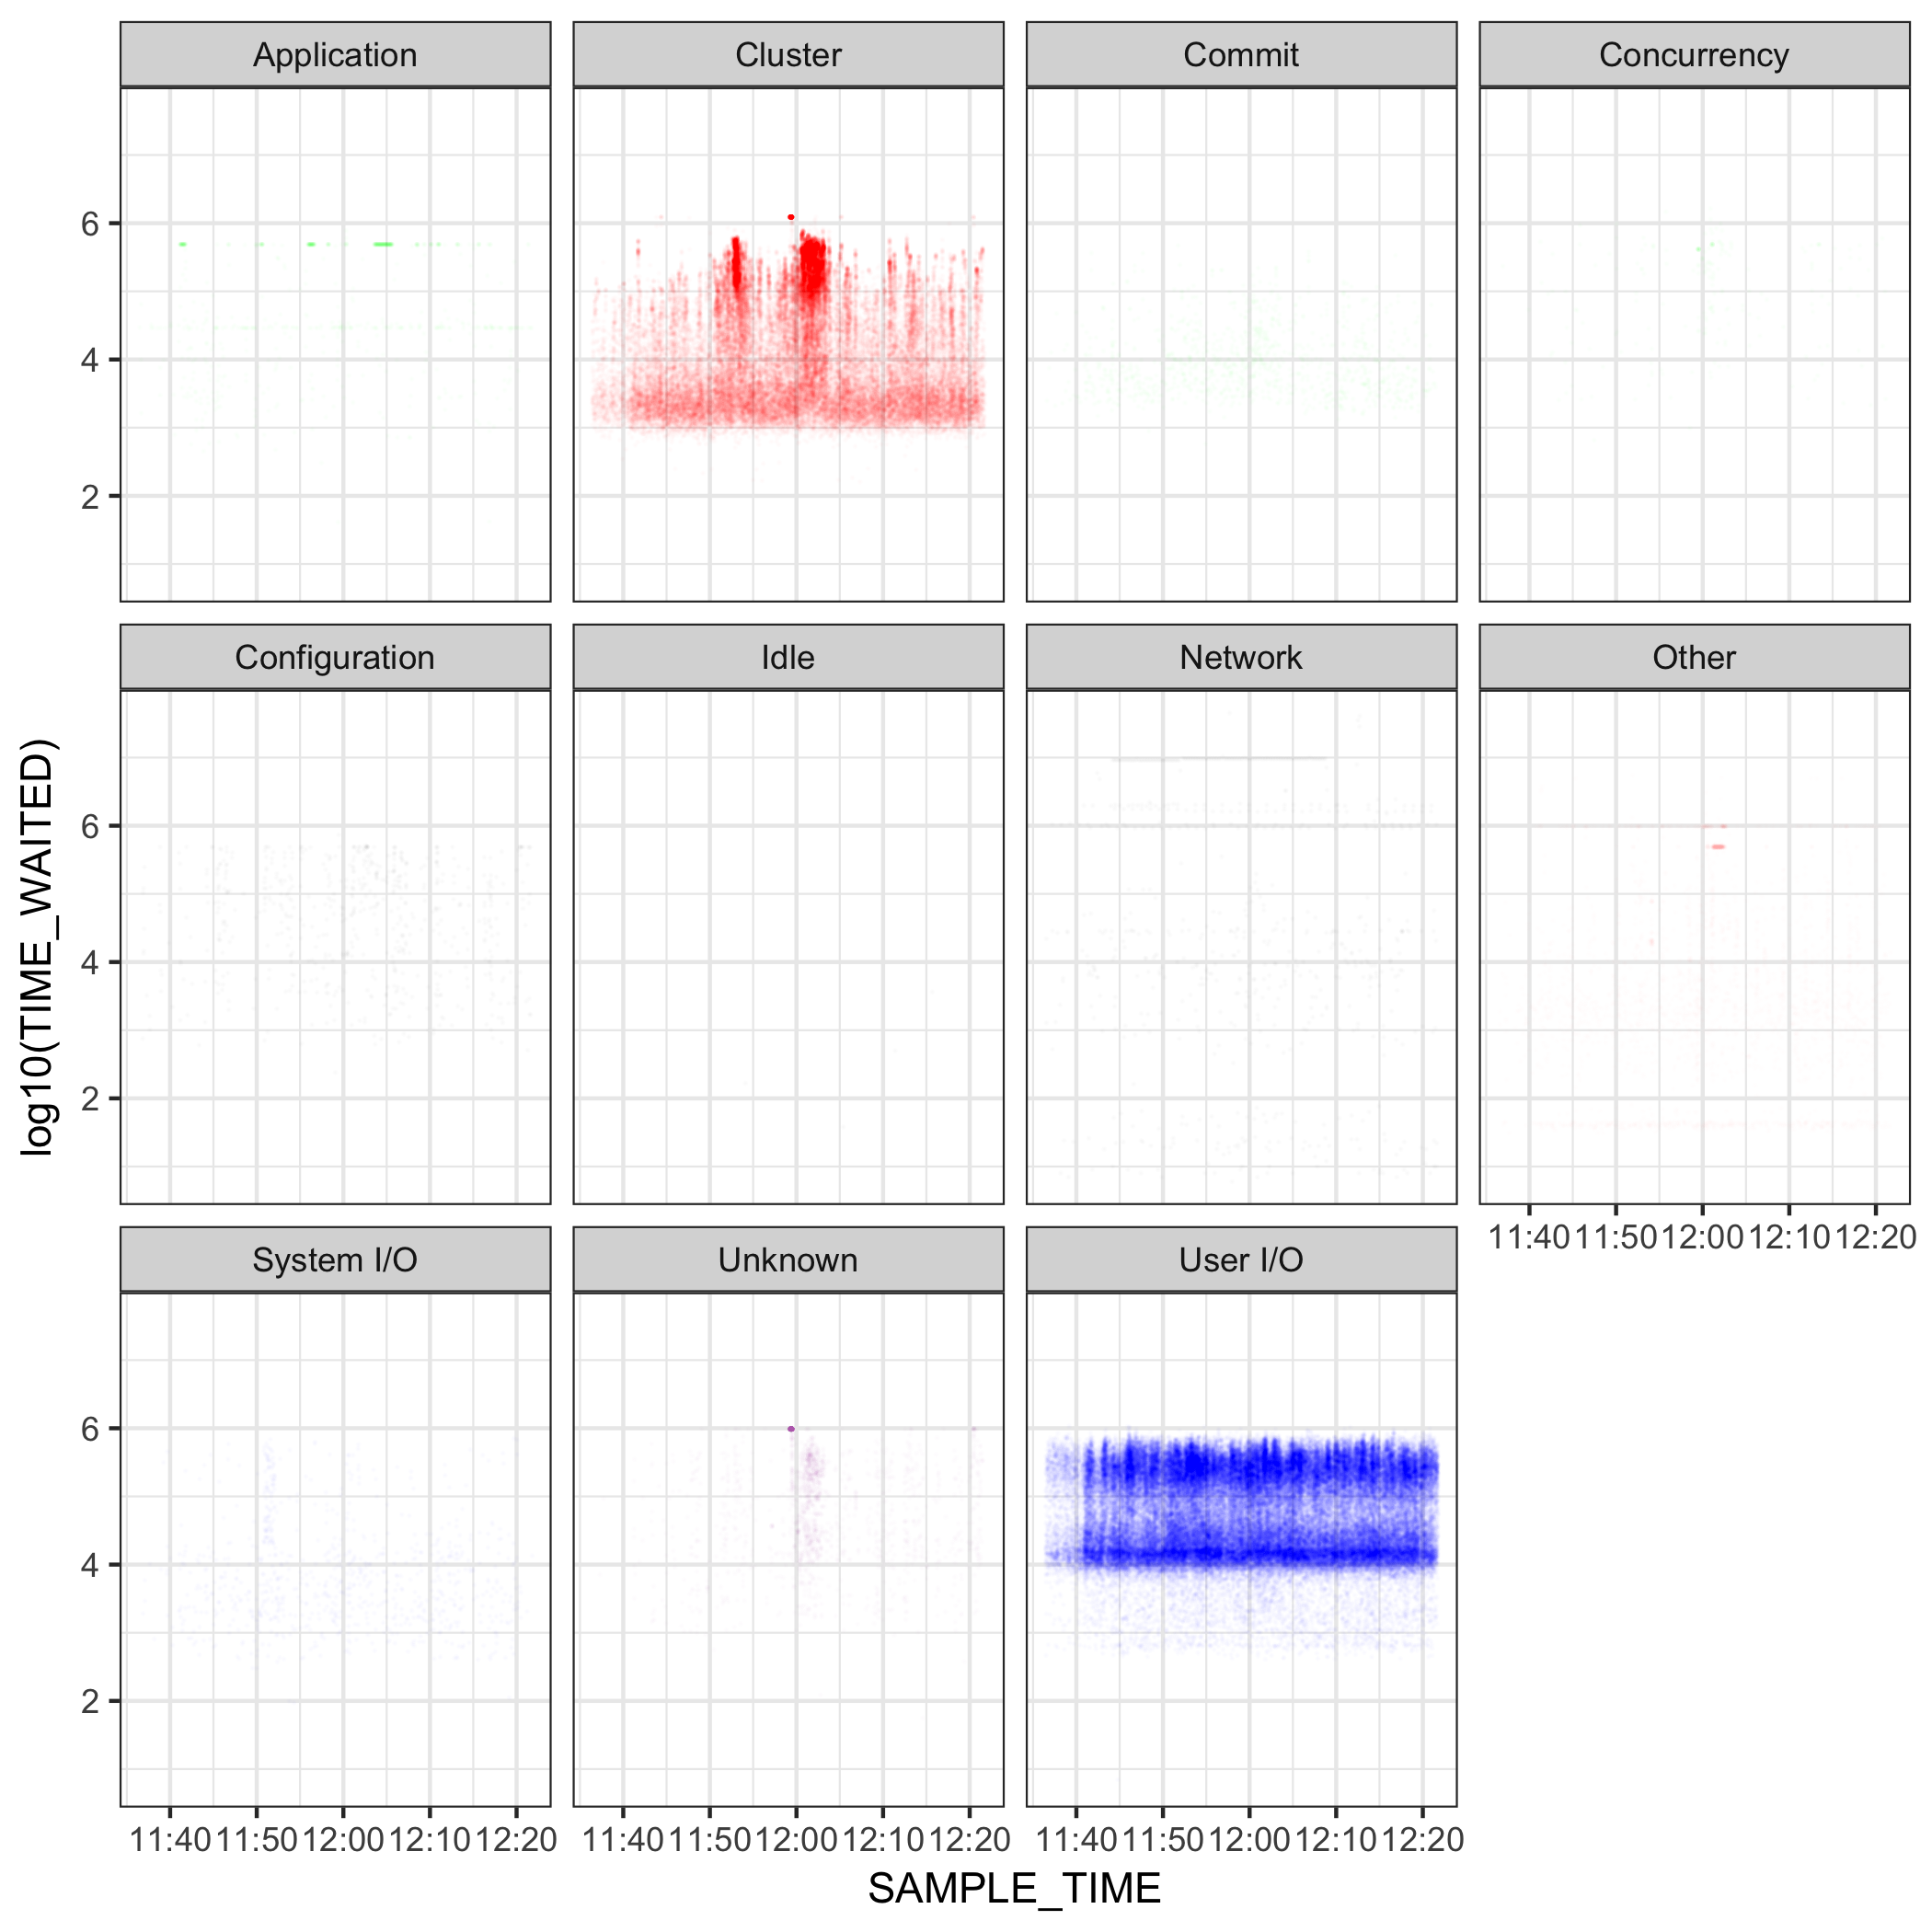 Application Cluster Commit Concurrency
6
4
2
Configuration Idle Network Other
6
4
2
11:40 11:50 12:00 12:10 12:20
System I/O Unknown User I/O
6
4
2
11:40 11:50 12:00 12:10 12:20 11:40 11:50 12:00 12:10 12:20 11:40 11:50 12:00 12:10 12:20
SAMPLE_TIME
log10(TIME_WAITED)